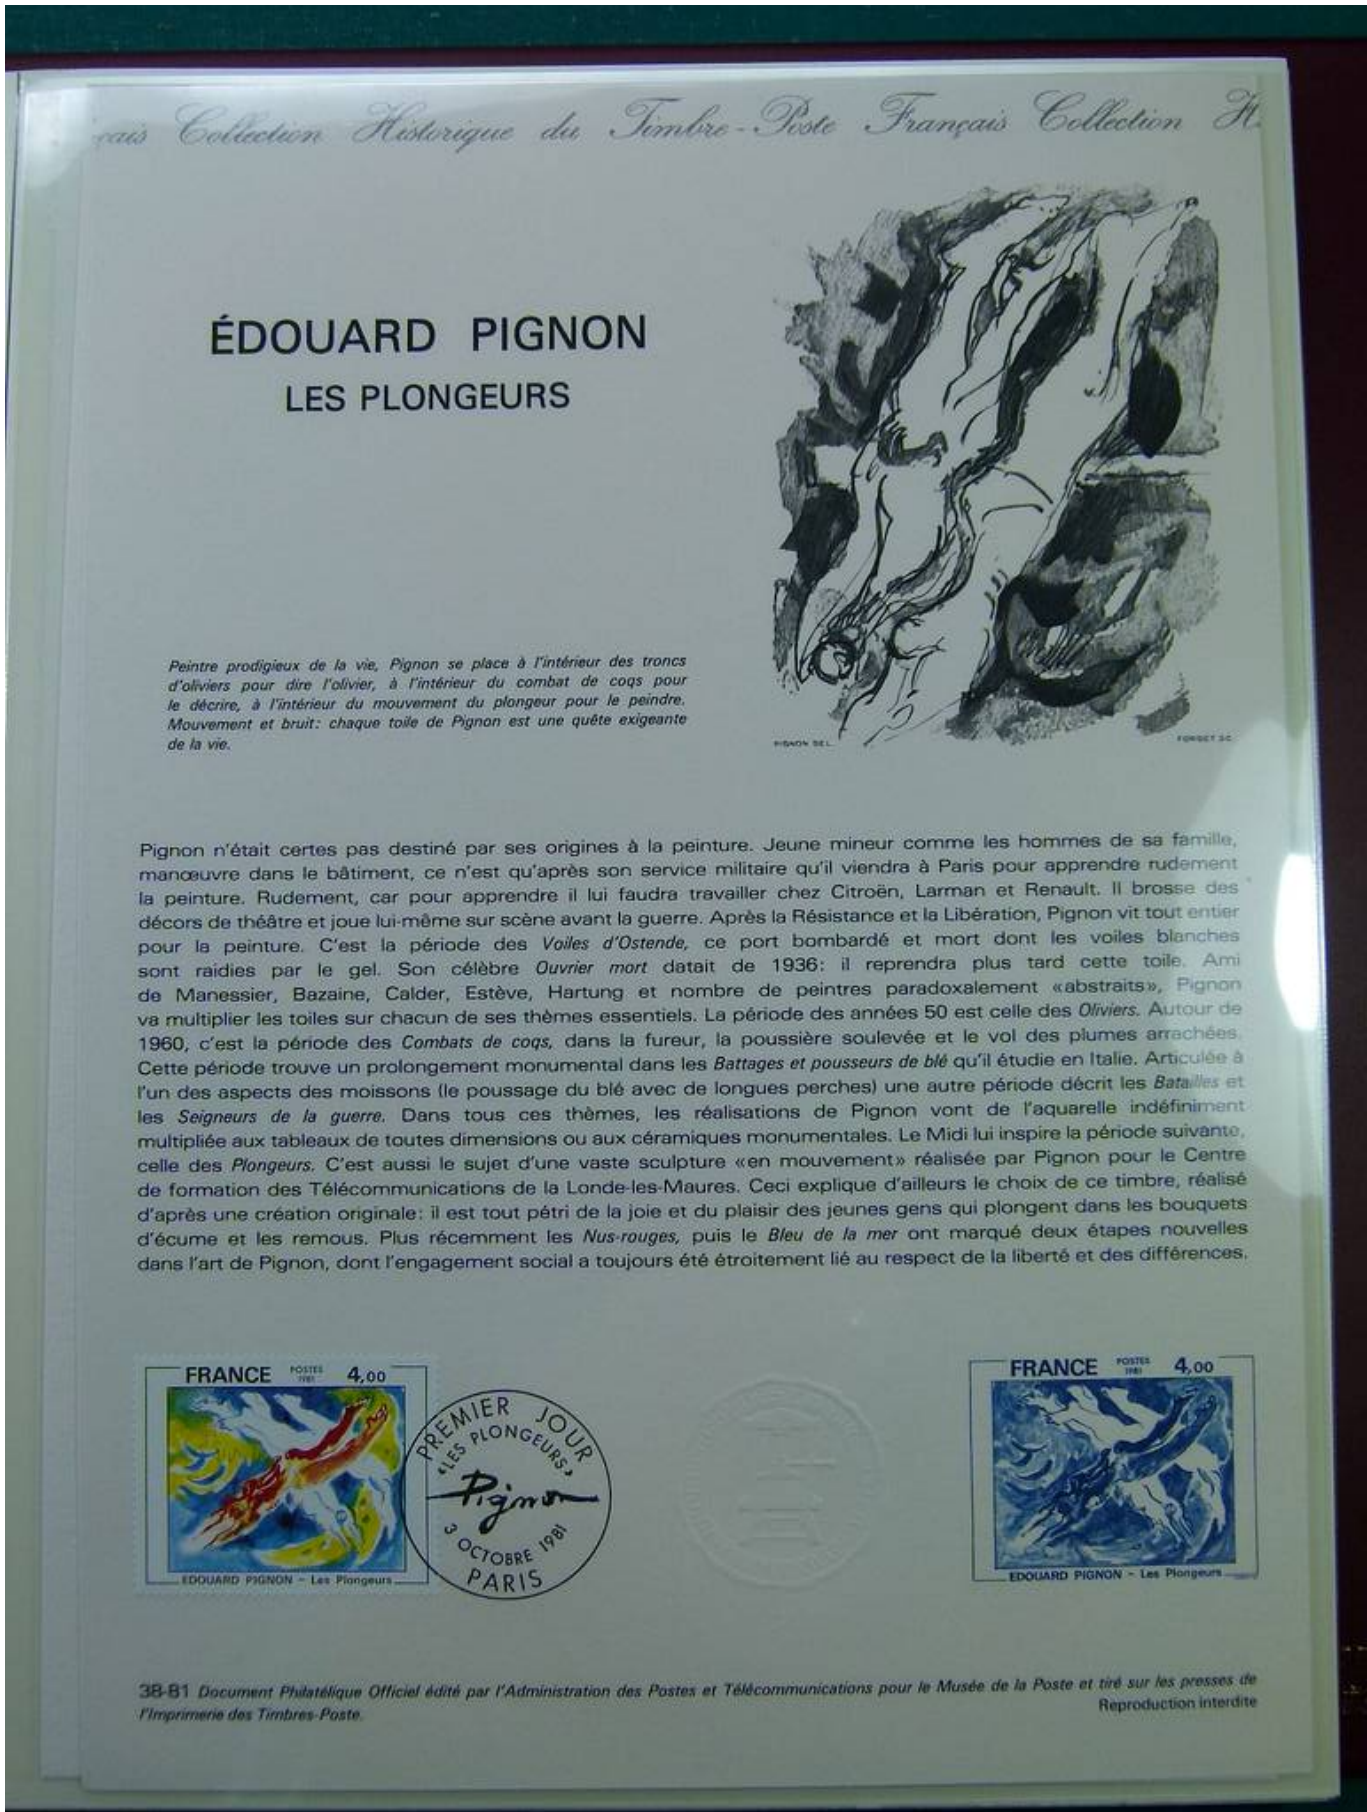 çais Collection Historique du Timbre-Poste Français Collection H
ÉDOUARD PIGNON
LES PLONGEURS
Peintre prodigieux de la vie, Pignon se place à l'intérieur des troncs
d'oliviers pour dire l'olivier, à l'intérieur du combat de coqs pour
le décrire, à l'intérieur du mouvement du plongeur pour le peindre.
Mouvement et bruit: chaque toile de Pignon est une quête exigeante
de la vie.
PIGNON DEL.
FORGET SC.
Pignon n'était certes pas destiné par ses origines à la peinture. Jeune mineur comme les hommes de sa famille,
manœuvre dans le bâtiment, ce n'est qu'après son service militaire qu'il viendra à Paris pour apprendre rudement
la peinture. Rudement, car pour apprendre il lui faudra travailler chez Citroën, Larman et Renault. Il brosse des
décors de théâtre et joue lui-même sur scène avant la guerre. Après la Résistance et la Libération, Pignon vit tout entier
pour la peinture. C'est la période des Voiles d'Ostende, ce port bombardé et mort dont les voiles blanches
sont raidies par le gel. Son célèbre Ouvrier mort datait de 1936: il reprendra plus tard cette toile. Ami
de Manessier, Bazaine, Calder, Estève, Hartung et nombre de peintres paradoxalement «abstraits», Pignon
va multiplier les toiles sur chacun de ses thèmes essentiels. La période des années 50 est celle des Oliviers. Autour de
1960, c'est la période des Combats de coqs, dans la fureur, la poussière soulevée et le vol des plumes arrachées.
Cette période trouve un prolongement monumental dans les Battages et pousseurs de blé qu'il étudie en Italie. Articulée à
l'un des aspects des moissons (le poussage du blé avec de longues perches) une autre période décrit les Batailles et
les Seigneurs de la guerre. Dans tous ces thèmes, les réalisations de Pignon vont de l'aquarelle indéfiniment
multipliée aux tableaux de toutes dimensions ou aux céramiques monumentales. Le Midi lui inspire la période suivante,
celle des Plongeurs. C'est aussi le sujet d'une vaste sculpture «en mouvement» réalisée par Pignon pour le Centre
de formation des Télécommunications de la Londe-les-Maures. Ceci explique d'ailleurs le choix de ce timbre, réalisé
d'après une création originale: il est tout pétri de la joie et du plaisir des jeunes gens qui plongent dans les bouquets
d'écume et les remous. Plus récemment les Nus-rouges, puis le Bleu de la mer ont marqué deux étapes nouvelles
dans l'art de Pignon, dont l'engagement social a toujours été étroitement lié au respect de la liberté et des différences.
FRANCE POSTES 1981 4,00
EDOUARD PIGNON - Les Plongeurs
PREMIER JOUR
«LES PLONGEURS»
Pignon
3 OCTOBRE 1981
PARIS
FRANCE POSTES 1981 4,00
EDOUARD PIGNON - Les Plongeurs
38-81 Document Philatélique Officiel édité par l'Administration des Postes et Télécommunications pour le Musée de la Poste et tiré sur les presses de
l'Imprimerie des Timbres-Poste.
Reproduction interdite